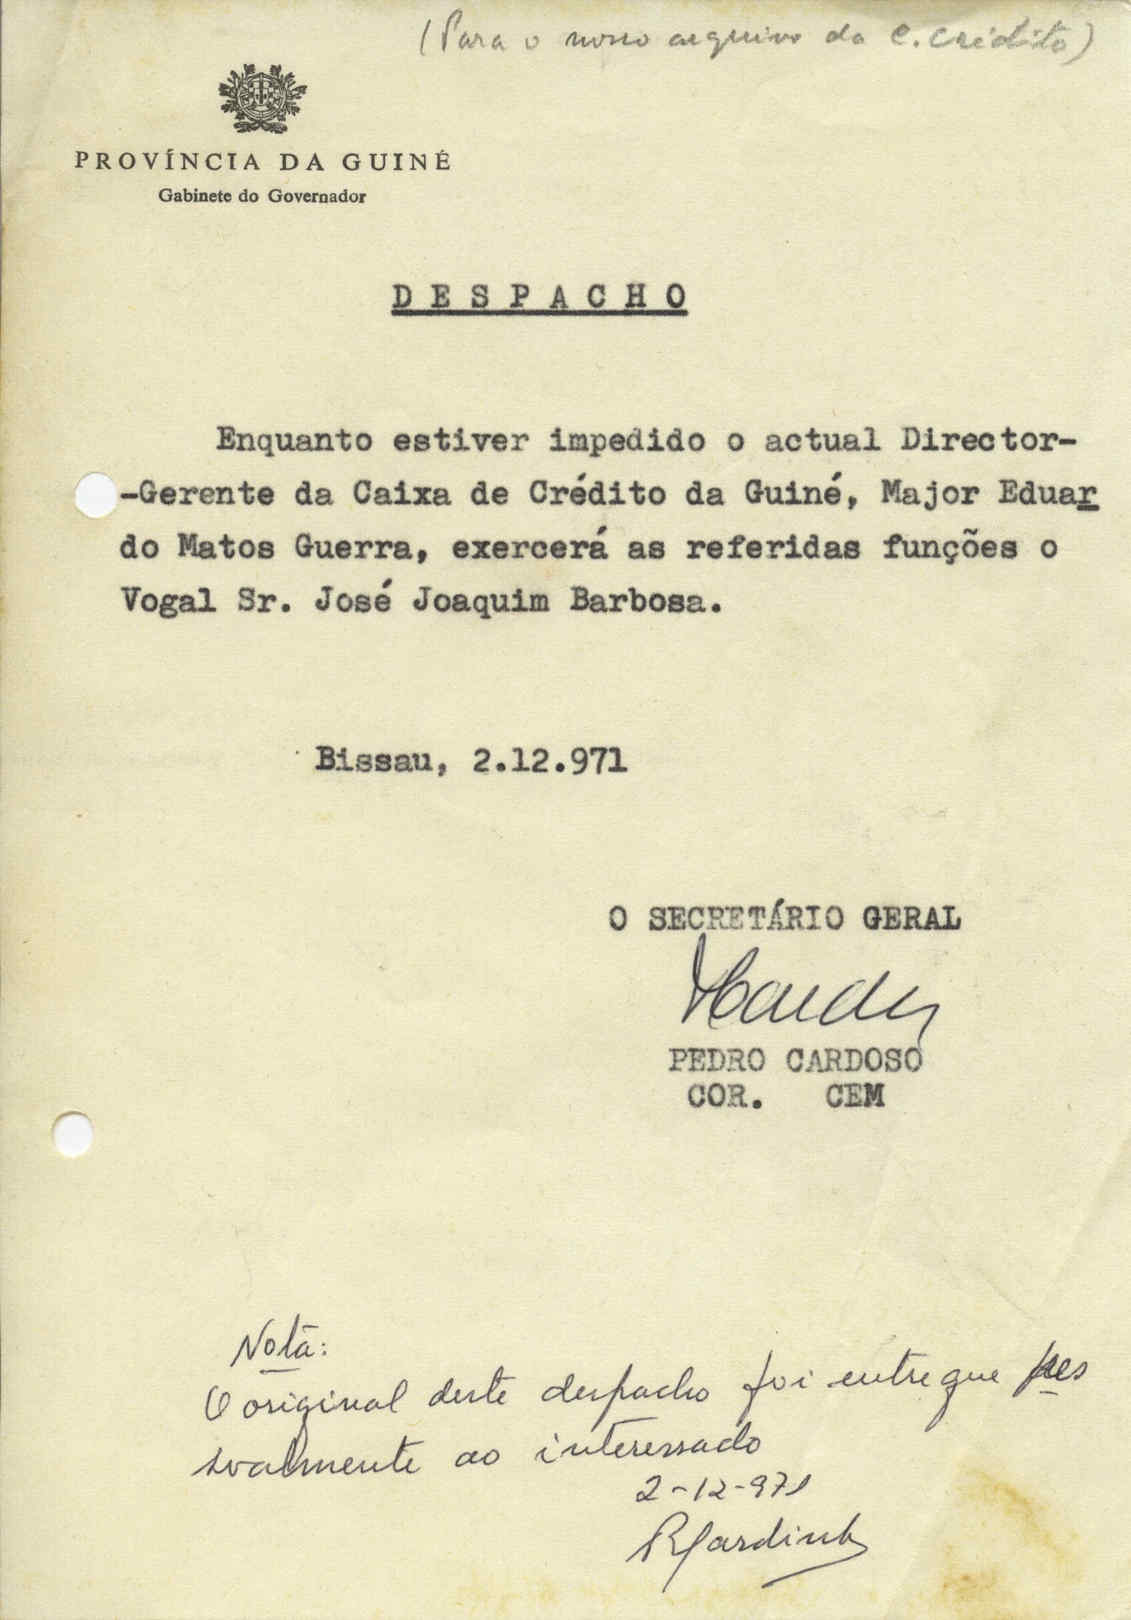 (Para o nosso arquivo da C. Crédito)
PROVÍNCIA DA GUINÉ
Gabinete do Governador
DESPACHO
Enquanto estiver impedido o actual Director-
-Gerente da Caixa de Crédito da Guiné, Major Eduar
do Matos Guerra, exercerá as referidas funções o
Vogal Sr. José Joaquim Barbosa.
Bissau, 2.12.971
O SECRETÁRIO GERAL
PEDRO CARDOSO
COR. CEM
Nota:
O original deste despacho foi entregue pes
soalmente ao interessado
2-12-971